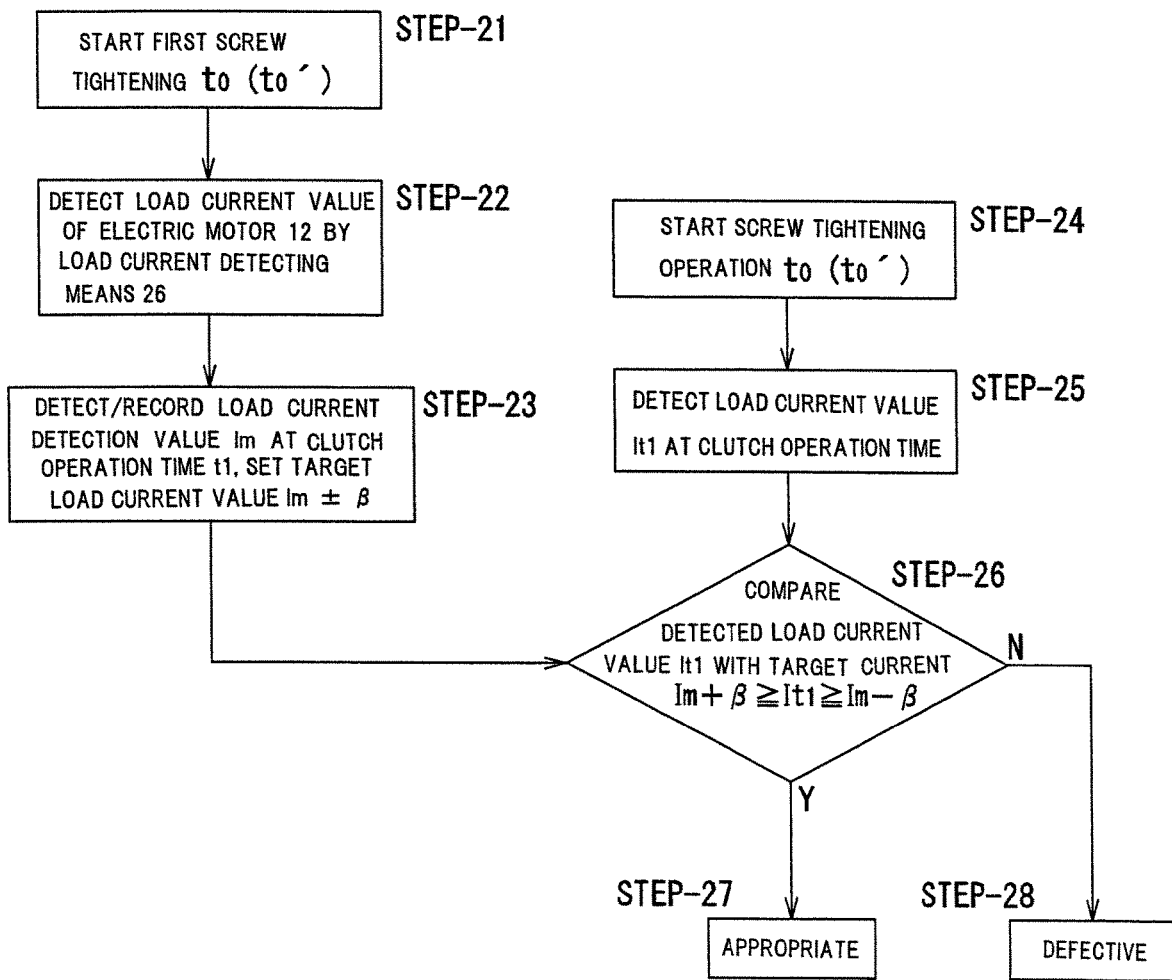 STEP-21
START FIRST SCREW
TIGHTENING to (to´)
STEP-22
DETECT LOAD CURRENT VALUE
OF ELECTRIC MOTOR 12 BY
LOAD CURRENT DETECTING
MEANS 26
STEP-23
DETECT/RECORD LOAD CURRENT
DETECTION VALUE Im AT CLUTCH
OPERATION TIME t1, SET TARGET
LOAD CURRENT VALUE Im ± β
STEP-24
START SCREW TIGHTENING
OPERATION to (to´)
STEP-25
DETECT LOAD CURRENT VALUE
It1 AT CLUTCH OPERATION TIME
STEP-26
COMPARE
DETECTED LOAD CURRENT
VALUE It1 WITH TARGET CURRENT
Im+β≧It1≧Im-β
N
Y
STEP-27
APPROPRIATE
STEP-28
DEFECTIVE